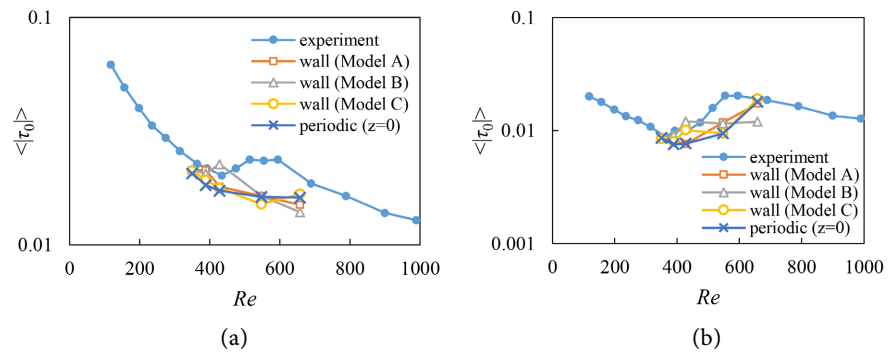 0.1
0.01
<|τ0|>
experiment
wall (Model A)
wall (Model B)
wall (Model C)
periodic (z=0)
0 200 400 600 800 1000
Re
(a)
0.1
0.01
0.001
<|τ0|>
experiment
wall (Model A)
wall (Model B)
wall (Model C)
periodic (z=0)
0 200 400 600 800 1000
Re
(b)